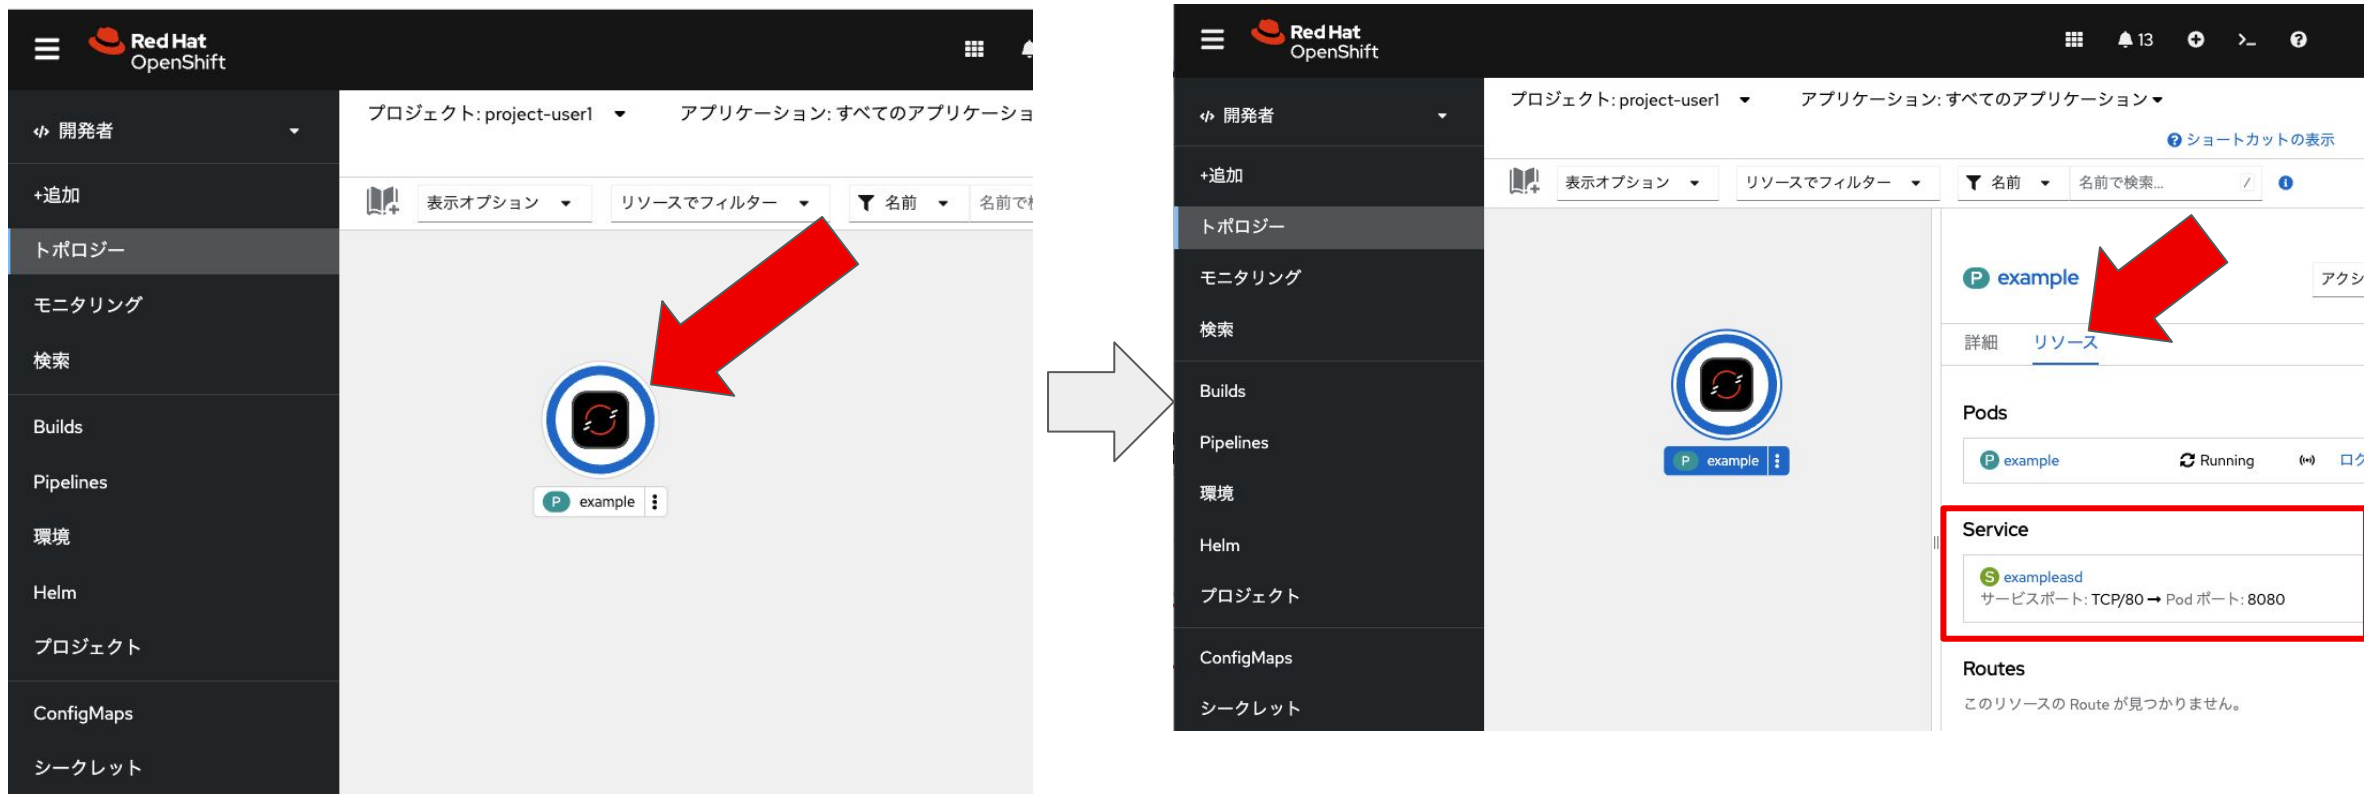 Red Hat
OpenShift
開発者
プロジェクト: project-user1
アプリケーション: すべてのアプリケーショ
+追加
トポロジー
モニタリング
検索
Builds
Pipelines
環境
Helm
プロジェクト
ConfigMaps
シークレット
表示オプション
リソースでフィルター
名前
名前で
P example
Red Hat
OpenShift
13
開発者
プロジェクト: project-user1
アプリケーション: すべてのアプリケーション
ショートカットの表示
+追加
トポロジー
モニタリング
検索
Builds
Pipelines
環境
Helm
プロジェクト
ConfigMaps
シークレット
表示オプション
リソースでフィルター
名前
名前で検索...
/
P example
P example
アクシ
詳細
リソース
Pods
P example
Running
ログ
Service
S exampleasd
サービスポート: TCP/80 → Pod ポート: 8080
Routes
このリソースの Route が見つかりません。